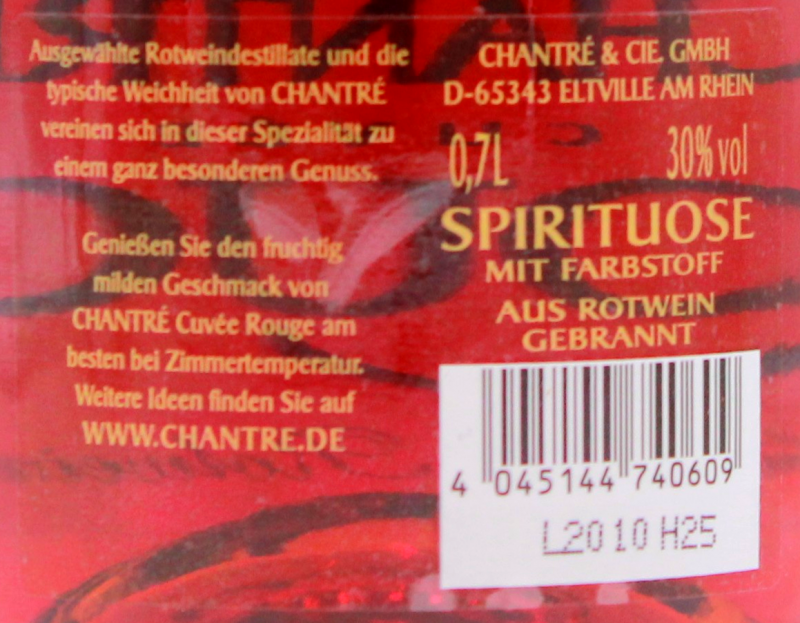 Ausgewählte Rotweindestillate und die
typische Weichheit von CHANTRÉ
vereinen sich in dieser Spezialität zu
einem ganz besonderen Genuss.
Genießen Sie den fruchtig
milden Geschmack von
CHANTRÉ Cuvée Rouge am
besten bei Zimmertemperatur.
Weitere Ideen finden Sie auf
WWW.CHANTRE.DE
CHANTRÉ & CIE. GMBH
D-65343 ELTVILLE AM RHEIN
0,7L 30% vol
SPIRITUOSE
MIT FARBSTOFF
AUS ROTWEIN
GEBRANNT
4 045144 740609
L20 10 H25